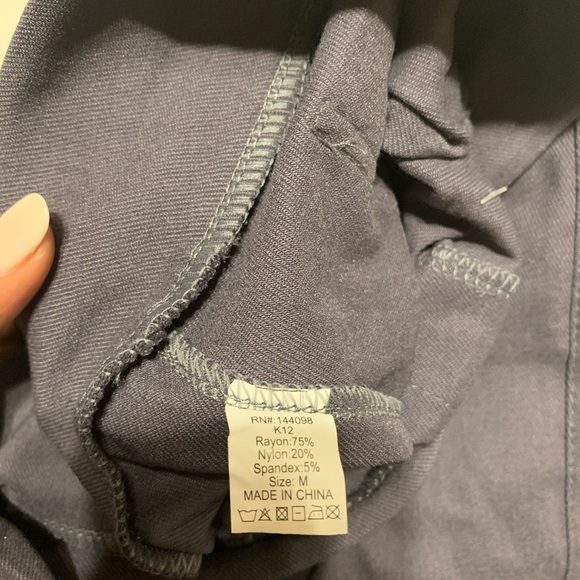 RN#:144098
K12
Rayon:75%
Nylon:20%
Spandex:5%
Size: M
MADE IN CHINA